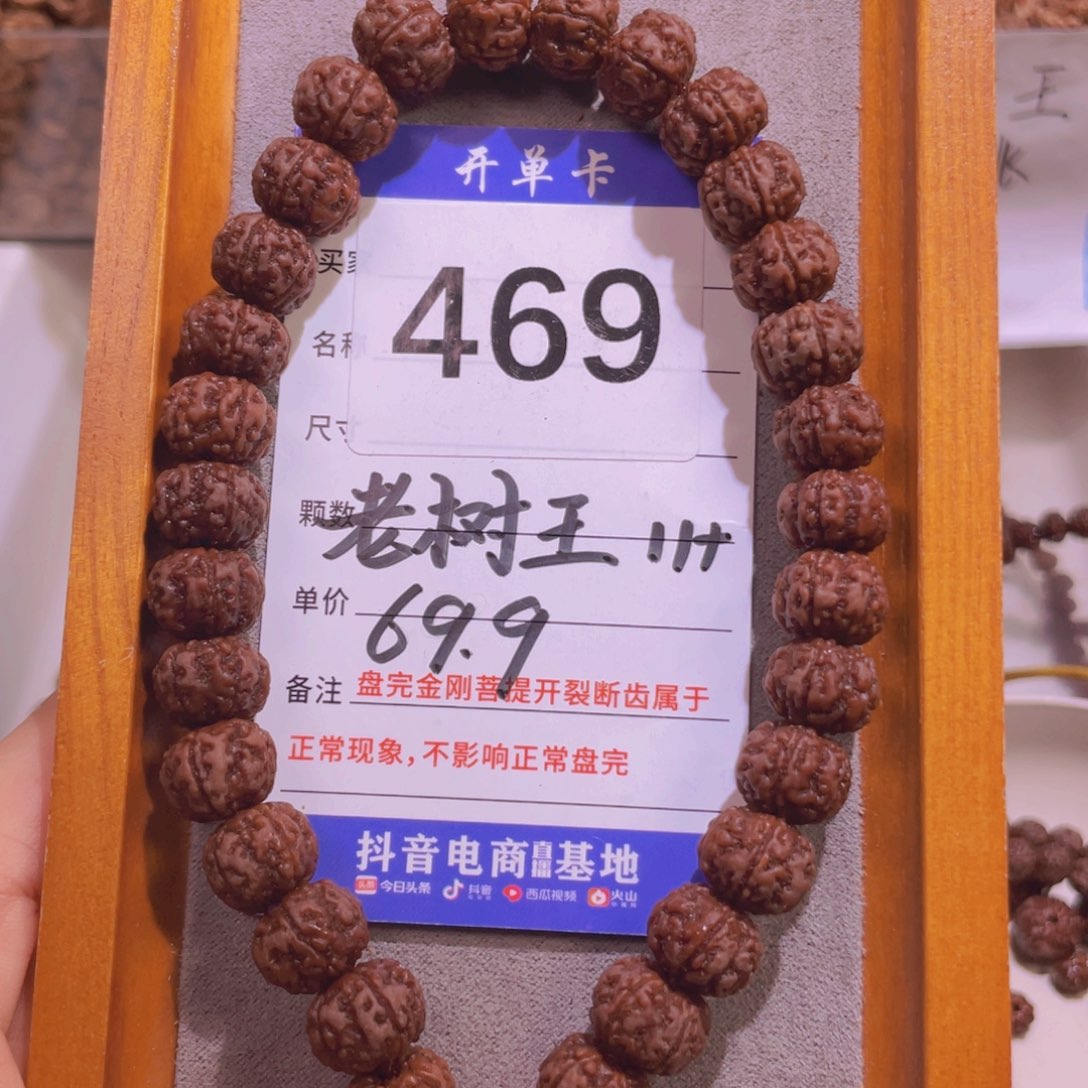 开单卡
王
买
469
名称
尺寸
颗数 老树王 11+
单价 69.9
备注 盘完金刚菩提开裂断齿属于
正常现象,不影响正常盘完
抖音电商直播基地
头条 今日头条 抖音 西瓜视频 火山